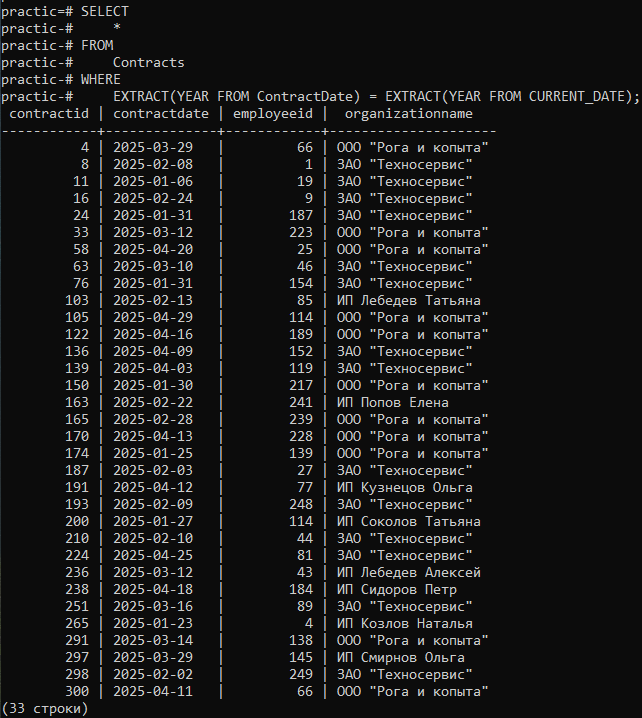 practic=# SELECT
practic-#     *
practic-# FROM
practic-#     Contracts
practic-# WHERE
practic-#     EXTRACT(YEAR FROM ContractDate) = EXTRACT(YEAR FROM CURRENT_DATE);
 contractid | contractdate | employeeid |  organizationname
------------+--------------+------------+---------------------
          4 | 2025-03-29   |         66 | ООО "Рога и копыта"
          8 | 2025-02-08   |          1 | ЗАО "Техносервис"
         11 | 2025-01-06   |         19 | ЗАО "Техносервис"
         16 | 2025-02-24   |          9 | ЗАО "Техносервис"
         24 | 2025-01-31   |        187 | ЗАО "Техносервис"
         33 | 2025-03-12   |        223 | ООО "Рога и копыта"
         58 | 2025-04-20   |         25 | ООО "Рога и копыта"
         63 | 2025-03-10   |         46 | ЗАО "Техносервис"
         76 | 2025-01-31   |        154 | ЗАО "Техносервис"
        103 | 2025-02-13   |         85 | ИП Лебедев Татьяна
        105 | 2025-04-29   |        114 | ООО "Рога и копыта"
        122 | 2025-04-16   |        189 | ООО "Рога и копыта"
        136 | 2025-04-09   |        152 | ЗАО "Техносервис"
        139 | 2025-04-03   |        119 | ЗАО "Техносервис"
        150 | 2025-01-30   |        217 | ООО "Рога и копыта"
        163 | 2025-02-22   |        241 | ИП Попов Елена
        165 | 2025-02-28   |        239 | ООО "Рога и копыта"
        170 | 2025-04-13   |        228 | ООО "Рога и копыта"
        174 | 2025-01-25   |        139 | ООО "Рога и копыта"
        187 | 2025-02-03   |         27 | ЗАО "Техносервис"
        191 | 2025-04-12   |         77 | ИП Кузнецов Ольга
        193 | 2025-02-09   |        248 | ЗАО "Техносервис"
        200 | 2025-01-27   |        114 | ИП Соколов Татьяна
        210 | 2025-02-10   |         44 | ЗАО "Техносервис"
        224 | 2025-04-25   |         81 | ЗАО "Техносервис"
        236 | 2025-03-12   |         43 | ИП Лебедев Алексей
        238 | 2025-04-18   |        184 | ИП Сидоров Петр
        251 | 2025-03-16   |         89 | ЗАО "Техносервис"
        265 | 2025-01-23   |          4 | ИП Козлов Наталья
        291 | 2025-03-14   |        138 | ООО "Рога и копыта"
        297 | 2025-03-29   |        145 | ИП Смирнов Ольга
        298 | 2025-02-02   |        249 | ЗАО "Техносервис"
        300 | 2025-04-11   |         66 | ООО "Рога и копыта"
(33 строки)